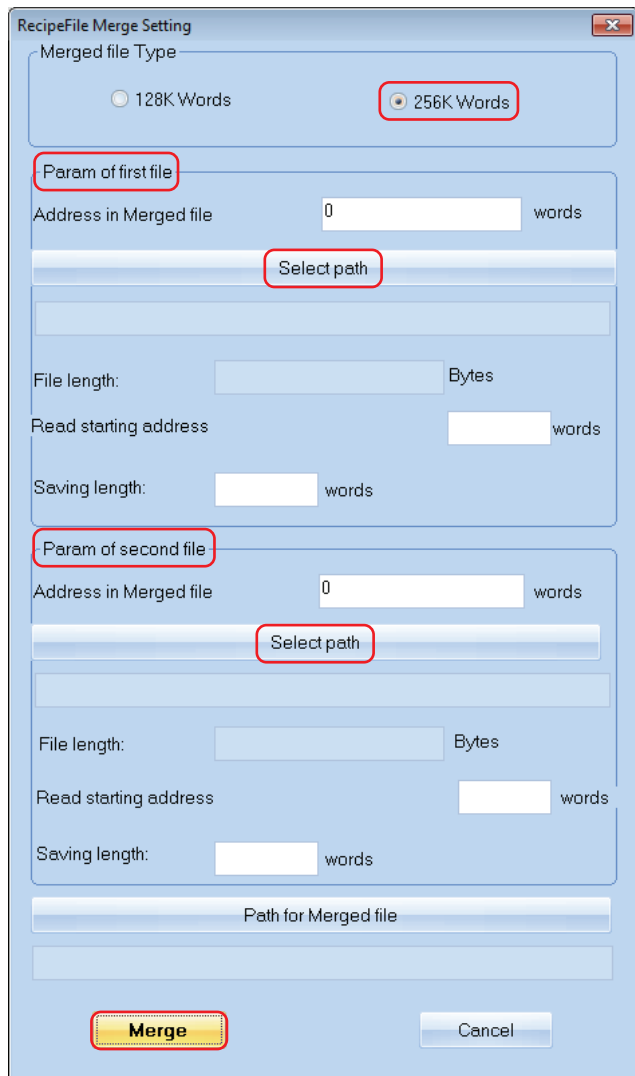 RecipeFile Merge Setting
Merged file Type
128K Words 256K Words
Param of first file
Address in Merged file 0 words
Select path
File length: Bytes
Read starting address words
Saving length: words
Param of second file
Address in Merged file 0 words
Select path
File length: Bytes
Read starting address words
Saving length: words
Path for Merged file
Merge Cancel